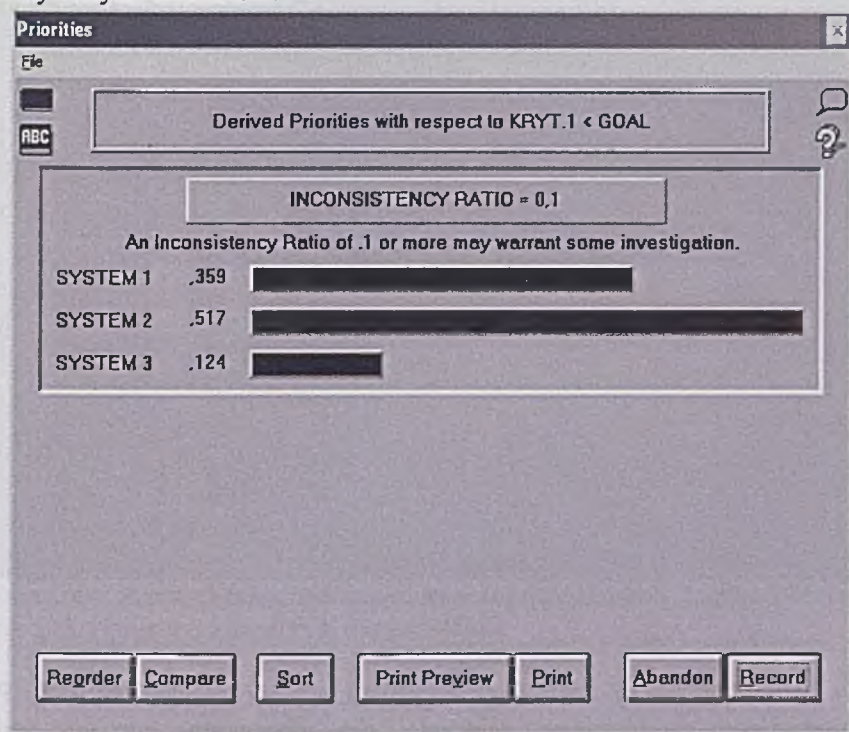 Priorities
File
Derived Priorities with respect to KRYT.1 < GOAL
ABC
INCONSISTENCY RATIO = 0,1
An Inconsistency Ratio of .1 or more may warrant some investigation.
SYSTEM 1 .359
SYSTEM 2 .517
SYSTEM 3 .124
Reorder Compare Sort Print Preview Print Abandon Record